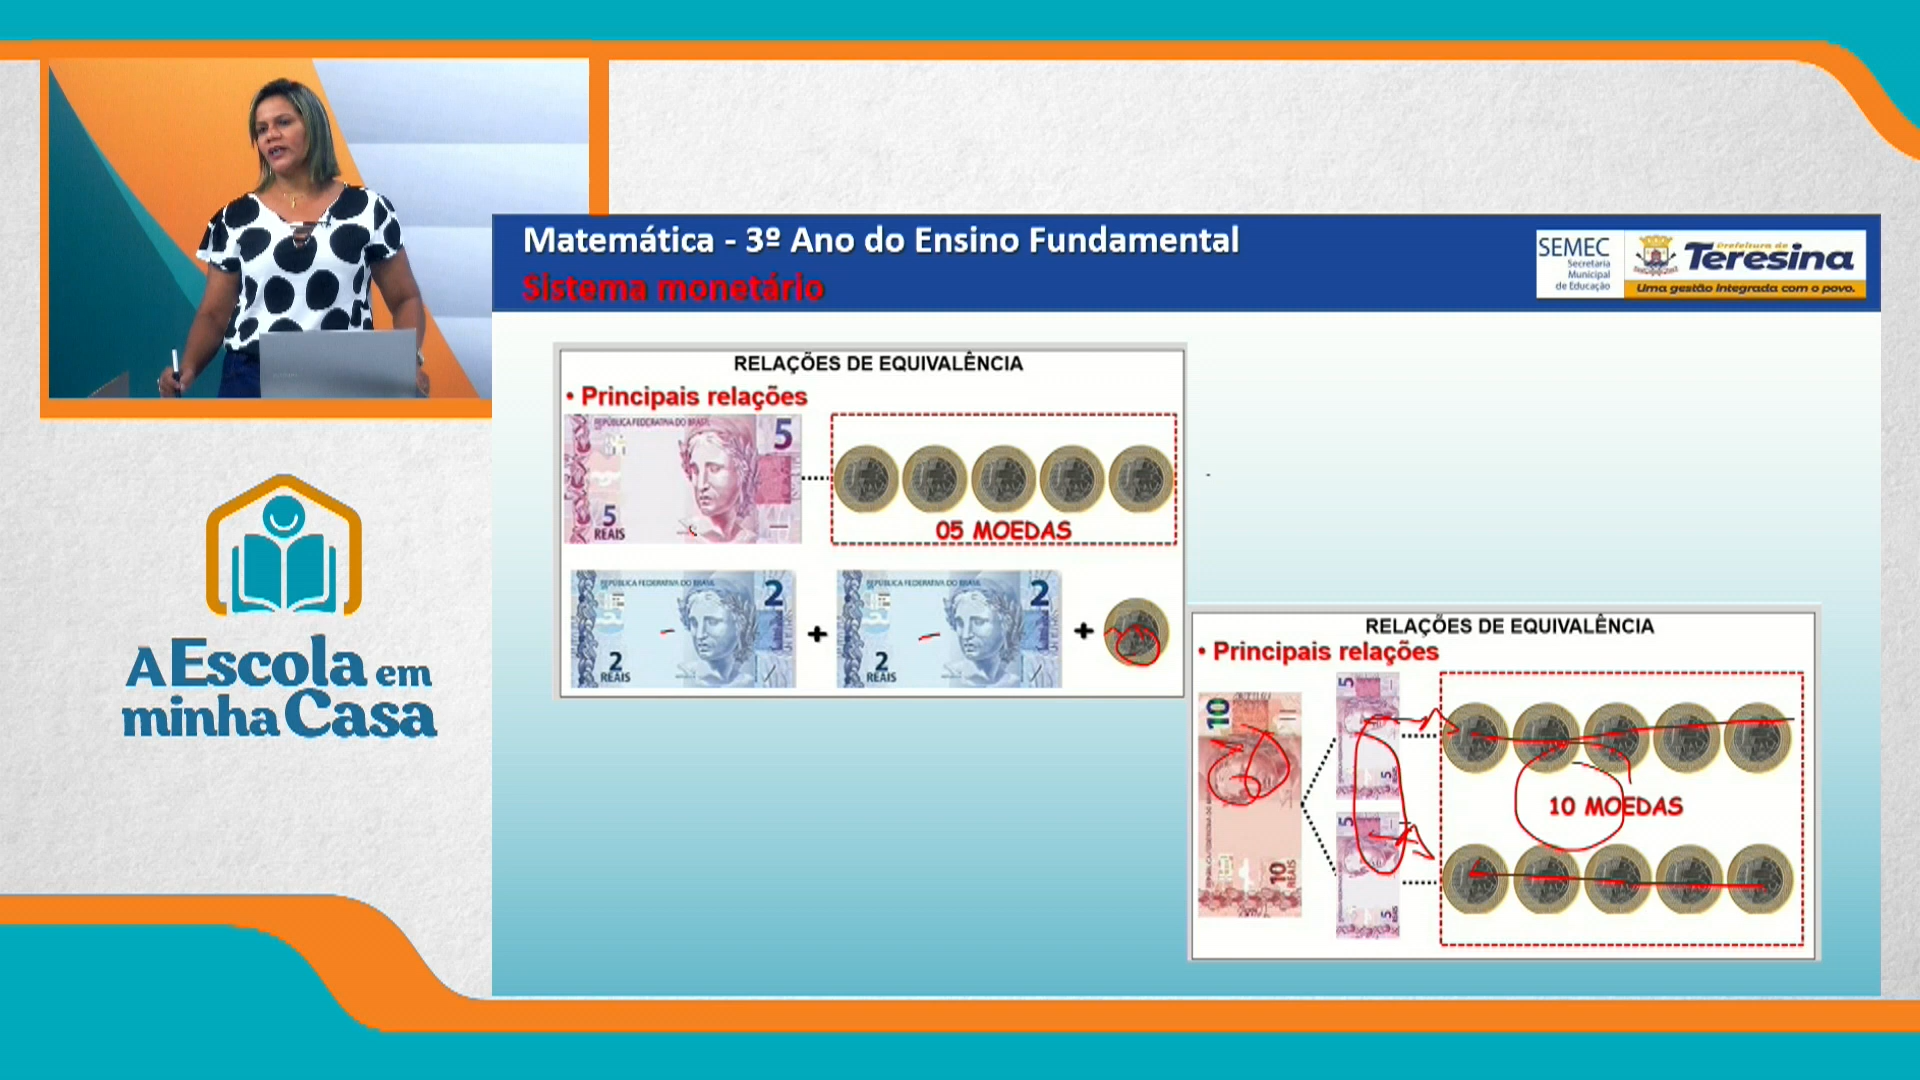 Matemática - 3º Ano do Ensino Fundamental
Sistema monetário
SEMEC
Secretaria
Municipal
de Educação
Prefeitura de
Teresina
Uma gestão integrada com o povo.
RELAÇÕES DE EQUIVALÊNCIA
• Principais relações
REPÚBLICA FEDERATIVA DO BRASIL
5
5
REAIS
05 MOEDAS
REPÚBLICA FEDERATIVA DO BRASIL
2
2
REAIS
+
REPÚBLICA FEDERATIVA DO BRASIL
2
2
REAIS
+
RELAÇÕES DE EQUIVALÊNCIA
• Principais relações
10
10
REAIS
5
5
5
5
10 MOEDAS
A Escola em
minha Casa